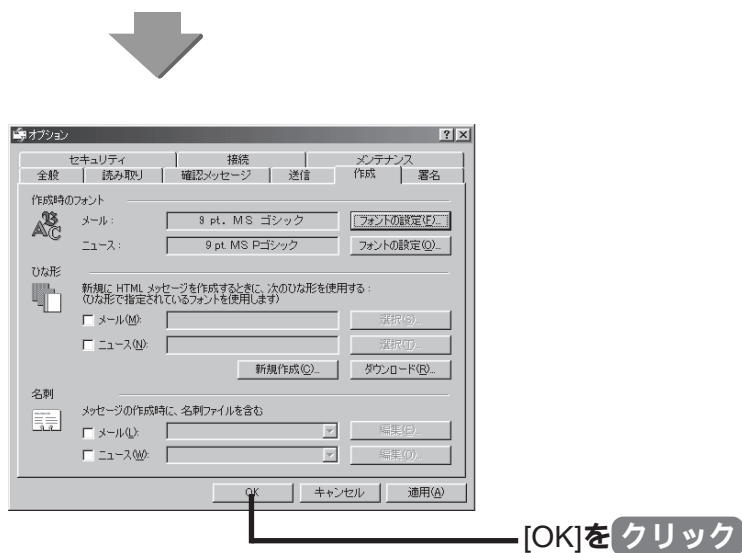 オプション
セキュリティ 接続 メンテナンス
全般 読み取り 確認メッセージ 送信 作成 署名
作成時のフォント
メール: 9 pt. MS ゴシック フォントの設定(F)...
ニュース: 9 pt. MS Pゴシック フォントの設定(O)...
ひな形
新規に HTML メッセージを作成するときに、次のひな形を使用する:
(ひな形で指定されているフォントを使用します)
メール(M): 選択(S)...
ニュース(N): 選択(T)...
新規作成(C)... ダウンロード(R)...
名刺
メッセージの作成時に、名刺ファイルを含む
メール(L): 編集(E)...
ニュース(W): 編集(D)...
OK キャンセル 適用(A)
[OK]をクリック